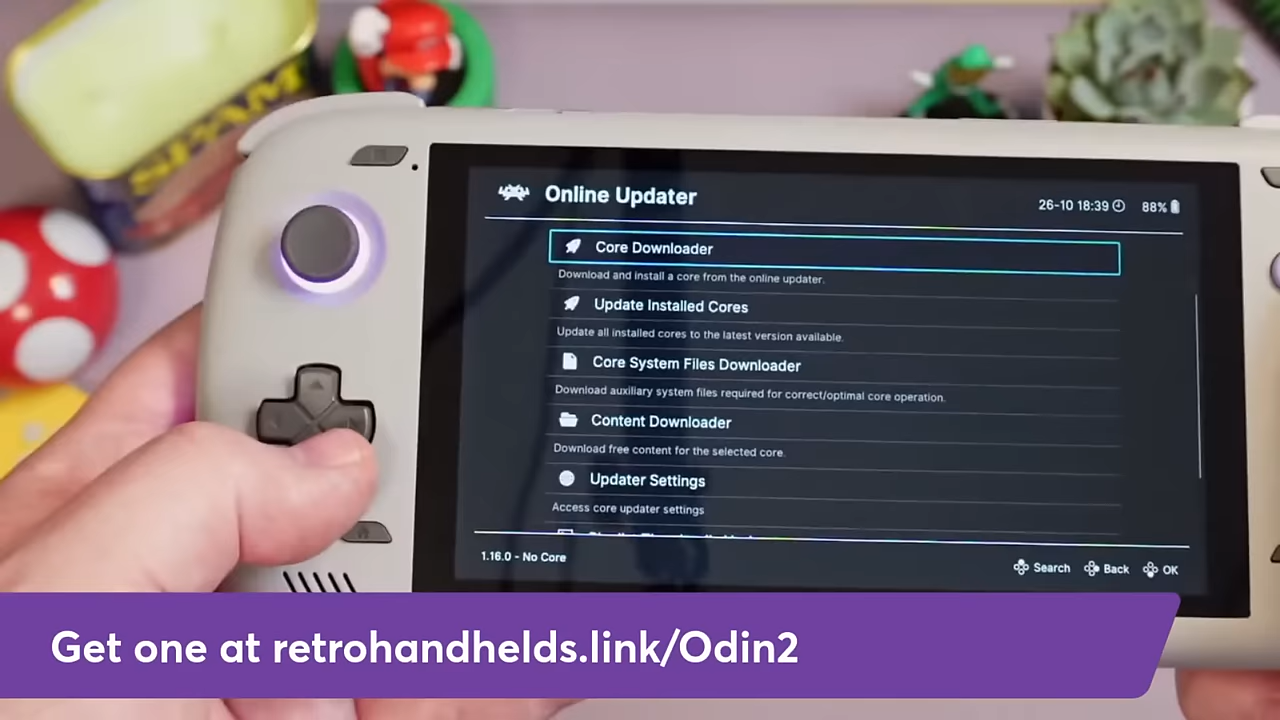 SPAM
Online Updater
26-10 18:39 88%
Core Downloader
Download and install a core from the online updater.
Update Installed Cores
Update all installed cores to the latest version available.
Core System Files Downloader
Download auxiliary system files required for correct/optimal core operation.
Content Downloader
Download free content for the selected core.
Updater Settings
Access core updater settings
1.16.0 - No Core
Search Back OK
Get one at retrohandhelds.link/Odin2